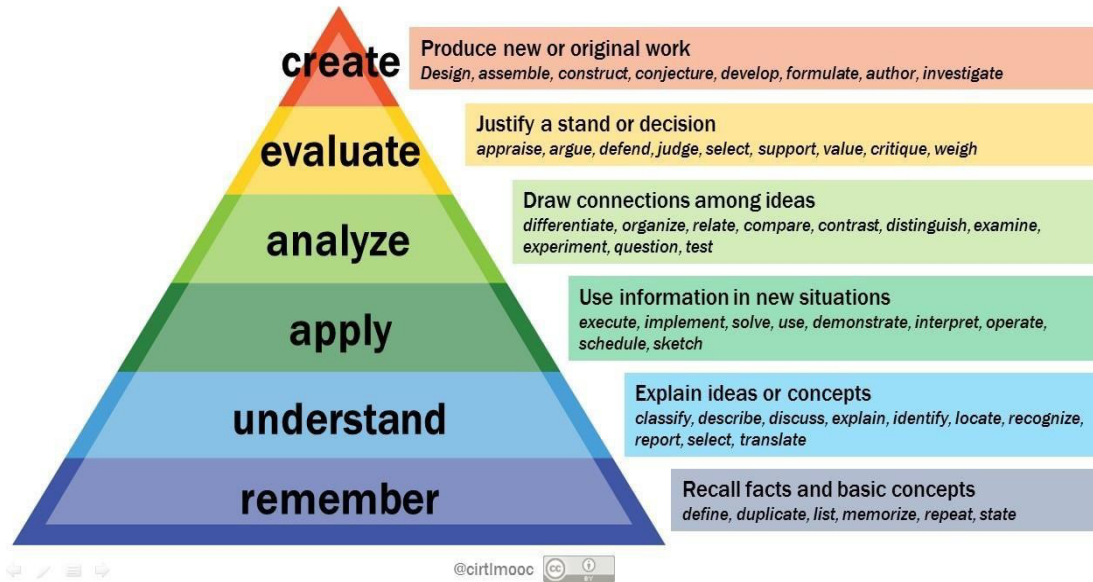 create
Produce new or original work
Design, assemble, construct, conjecture, develop, formulate, author, investigate
evaluate
Justify a stand or decision
appraise, argue, defend, judge, select, support, value, critique, weigh
analyze
Draw connections among ideas
differentiate, organize, relate, compare, contrast, distinguish, examine,
experiment, question, test
apply
Use information in new situations
execute, implement, solve, use, demonstrate, interpret, operate,
schedule, sketch
understand
Explain ideas or concepts
classify, describe, discuss, explain, identify, locate, recognize,
report, select, translate
remember
Recall facts and basic concepts
define, duplicate, list, memorize, repeat, state
@cirtlmooc
cc
BY